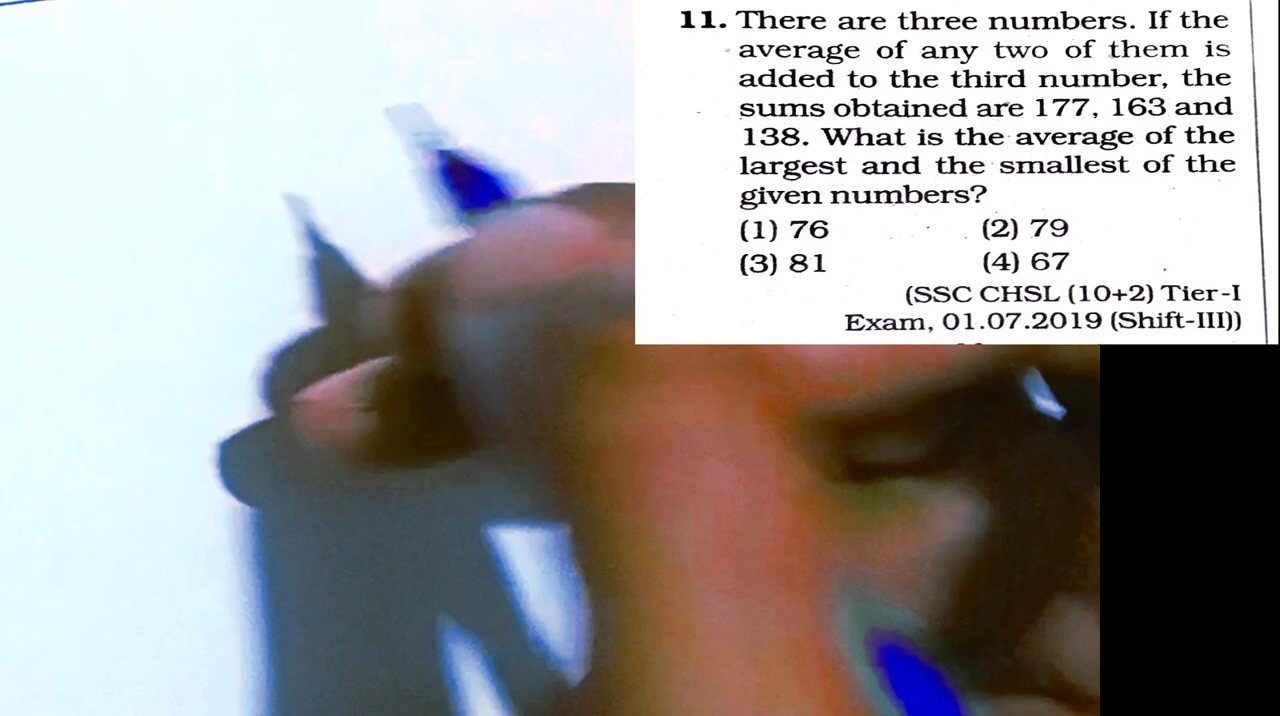 11. There are three numbers. If the
average of any two of them is
added to the third number, the
sums obtained are 177, 163 and
138. What is the average of the
largest and the smallest of the
given numbers?
(1) 76 (2) 79
(3) 81 (4) 67
(SSC CHSL (10+2) Tier-I
Exam, 01.07.2019 (Shift-III))